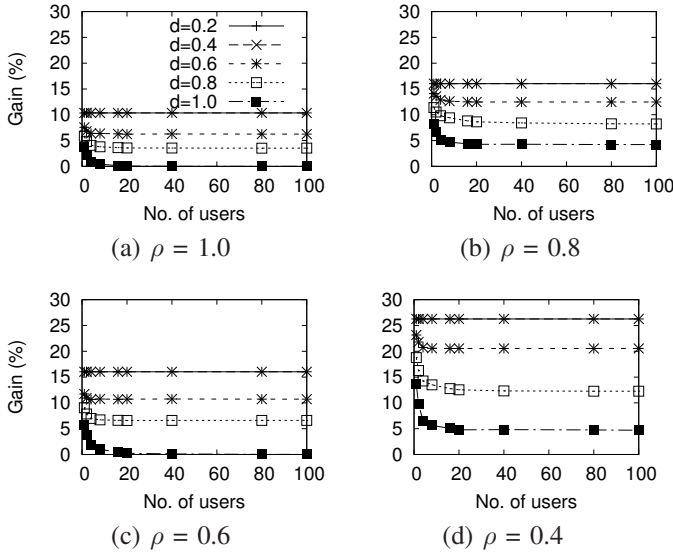 Gain (%)
30
25
20
15
10
5
0
d=0.2
d=0.4
d=0.6
d=0.8
d=1.0
0 20 40 60 80 100
No. of users
(a) ρ = 1.0
30
25
20
15
10
5
0
0 20 40 60 80 100
No. of users
(b) ρ = 0.8
Gain (%)
30
25
20
15
10
5
0
0 20 40 60 80 100
No. of users
(c) ρ = 0.6
30
25
20
15
10
5
0
0 20 40 60 80 100
No. of users
(d) ρ = 0.4